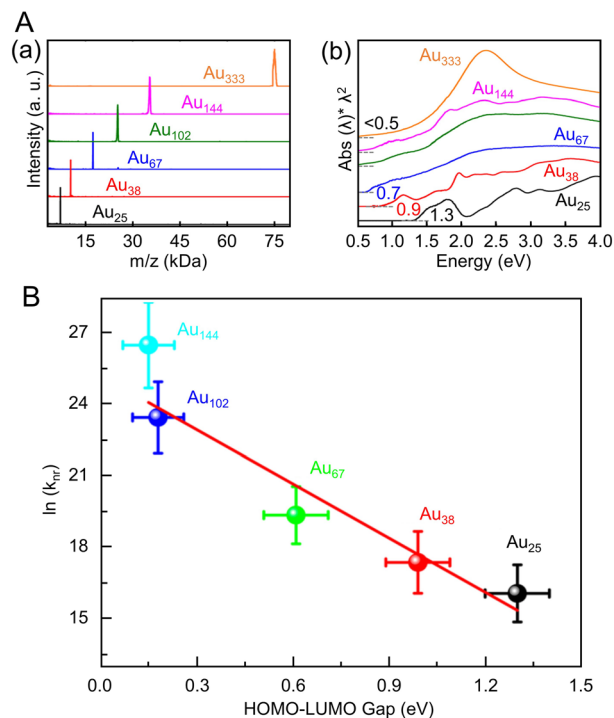 A
(a)
Intensity (a. u.)
Au333
Au144
Au102
Au67
Au38
Au25
15 30 45 60 75
m/z (kDa)
(b)
Abs (λ)* λ2
Au333
Au144
Au67
Au38
Au25
<0.5
0.7
0.9
1.3
0.5 1.0 1.5 2.0 2.5 3.0 3.5 4.0
Energy (eV)
B
ln (knr)
27
24
21
18
15
Au144
Au102
Au67
Au38
Au25
0.0 0.3 0.6 0.9 1.2 1.5
HOMO-LUMO Gap (eV)